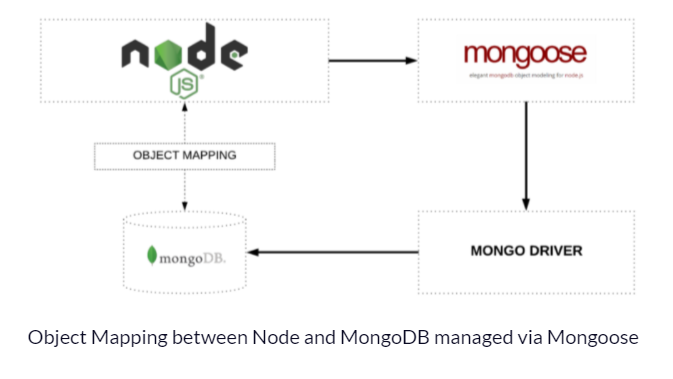 node
JS
mongoose
elegant mongodb object modeling for node.js
OBJECT MAPPING
mongoDB.
MONGO DRIVER
Object Mapping between Node and MongoDB managed via Mongoose